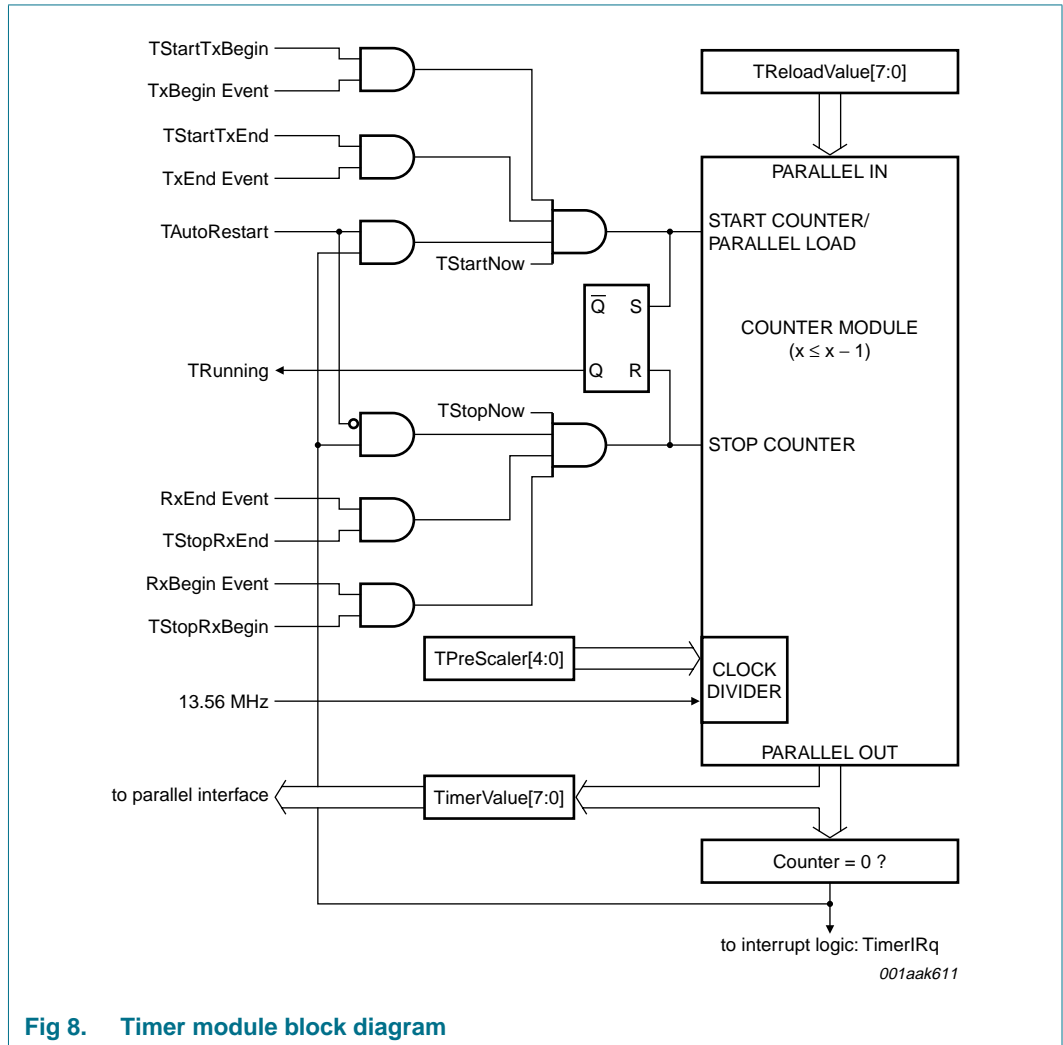 TStartTxBegin
TxBegin Event
TReloadValue[7:0]
TStartTxEnd
TxEnd Event
PARALLEL IN
TAutoRestart
START COUNTER/
PARALLEL LOAD
TStartNow
Q̅ S
COUNTER MODULE
(x ≤ x − 1)
TRunning
Q R
TStopNow
STOP COUNTER
RxEnd Event
TStopRxEnd
RxBegin Event
TStopRxBegin
TPreScaler[4:0]
CLOCK
DIVIDER
13.56 MHz
PARALLEL OUT
to parallel interface
TimerValue[7:0]
Counter = 0 ?
to interrupt logic: TimerIRq
001aak611
Fig 8. Timer module block diagram